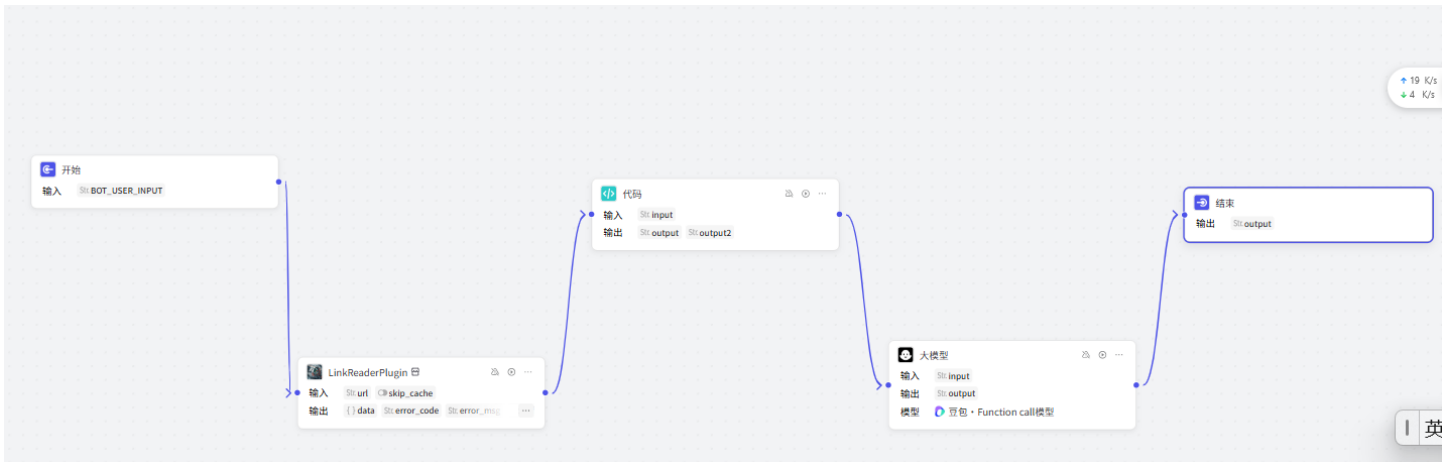 开始
输入 Str. BOT_USER_INPUT
LinkReaderPlugin
输入 Str. url skip_cache
输出 { } data Str. error_code Str. error_msg ...
代码 ...
输入 Str. input
输出 Str. output Str. output2
大模型 ...
输入 Str. input
输出 Str. output
模型 豆包·Function call模型
结束
输出 Str. output
↑ 19 K/s
↓ 4 K/s
英